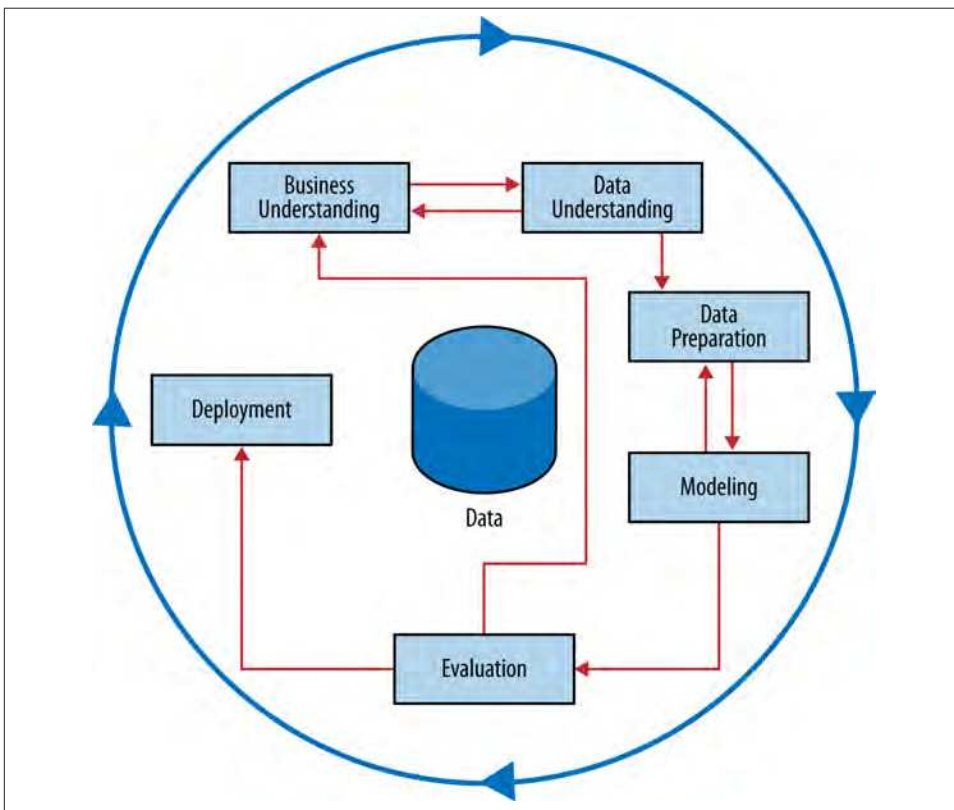 Business
Understanding
Data
Understanding
Data
Preparation
Deployment
Modeling
Data
Evaluation